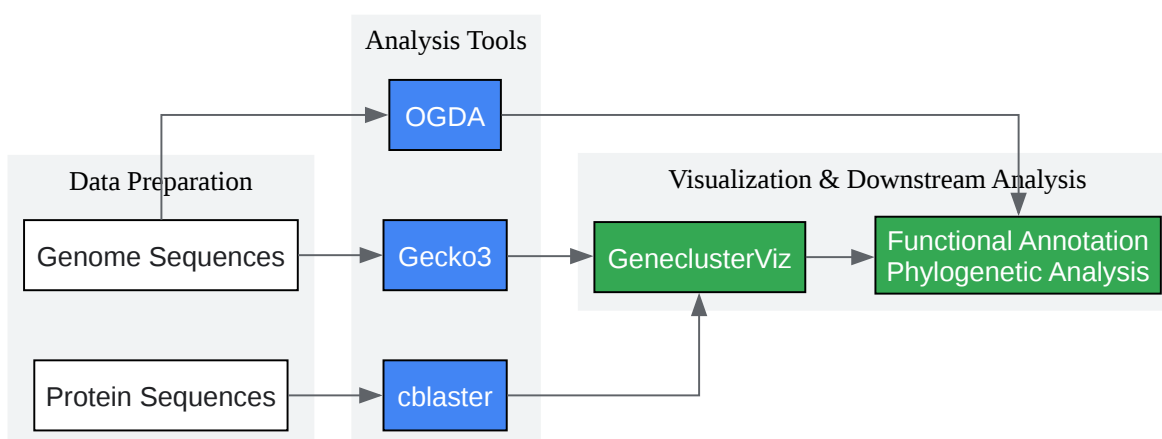 Analysis Tools
OGDA
Data Preparation
Visualization & Downstream Analysis
Genome Sequences
Gecko3
GeneclusterViz
Functional Annotation
Phylogenetic Analysis
Protein Sequences
cblaster